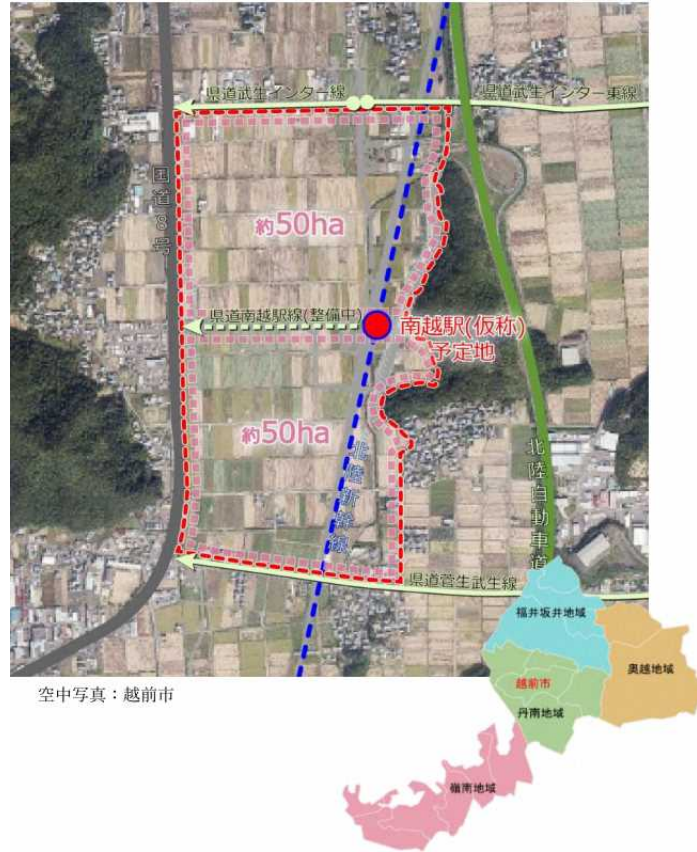 県道武生インター線
県道武生インター東線
国道8号
約50ha
県道南越駅線(整備中)
南越駅(仮称)
予定地
約50ha
北陸新幹線
北陸自動車道
県道菅生武生線
空中写真：越前市
福井坂井地域
奥越地域
越前市
丹南地域
嶺南地域